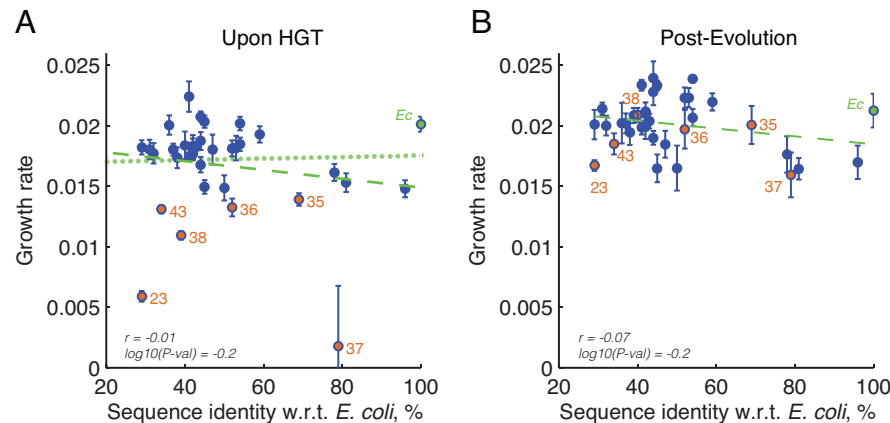 A
Upon HGT
Growth rate
0.025
0.02
0.015
0.01
0.005
0
Ec
43
38
36
35
23
37
r = -0.01
log10(P-val) = -0.2
20 40 60 80 100
Sequence identity w.r.t. E. coli, %
B
Post-Evolution
Growth rate
0.025
0.02
0.015
0.01
0.005
0
Ec
38
35
36
43
23
37
r = -0.07
log10(P-val) = -0.2
20 40 60 80 100
Sequence identity w.r.t. E. coli, %